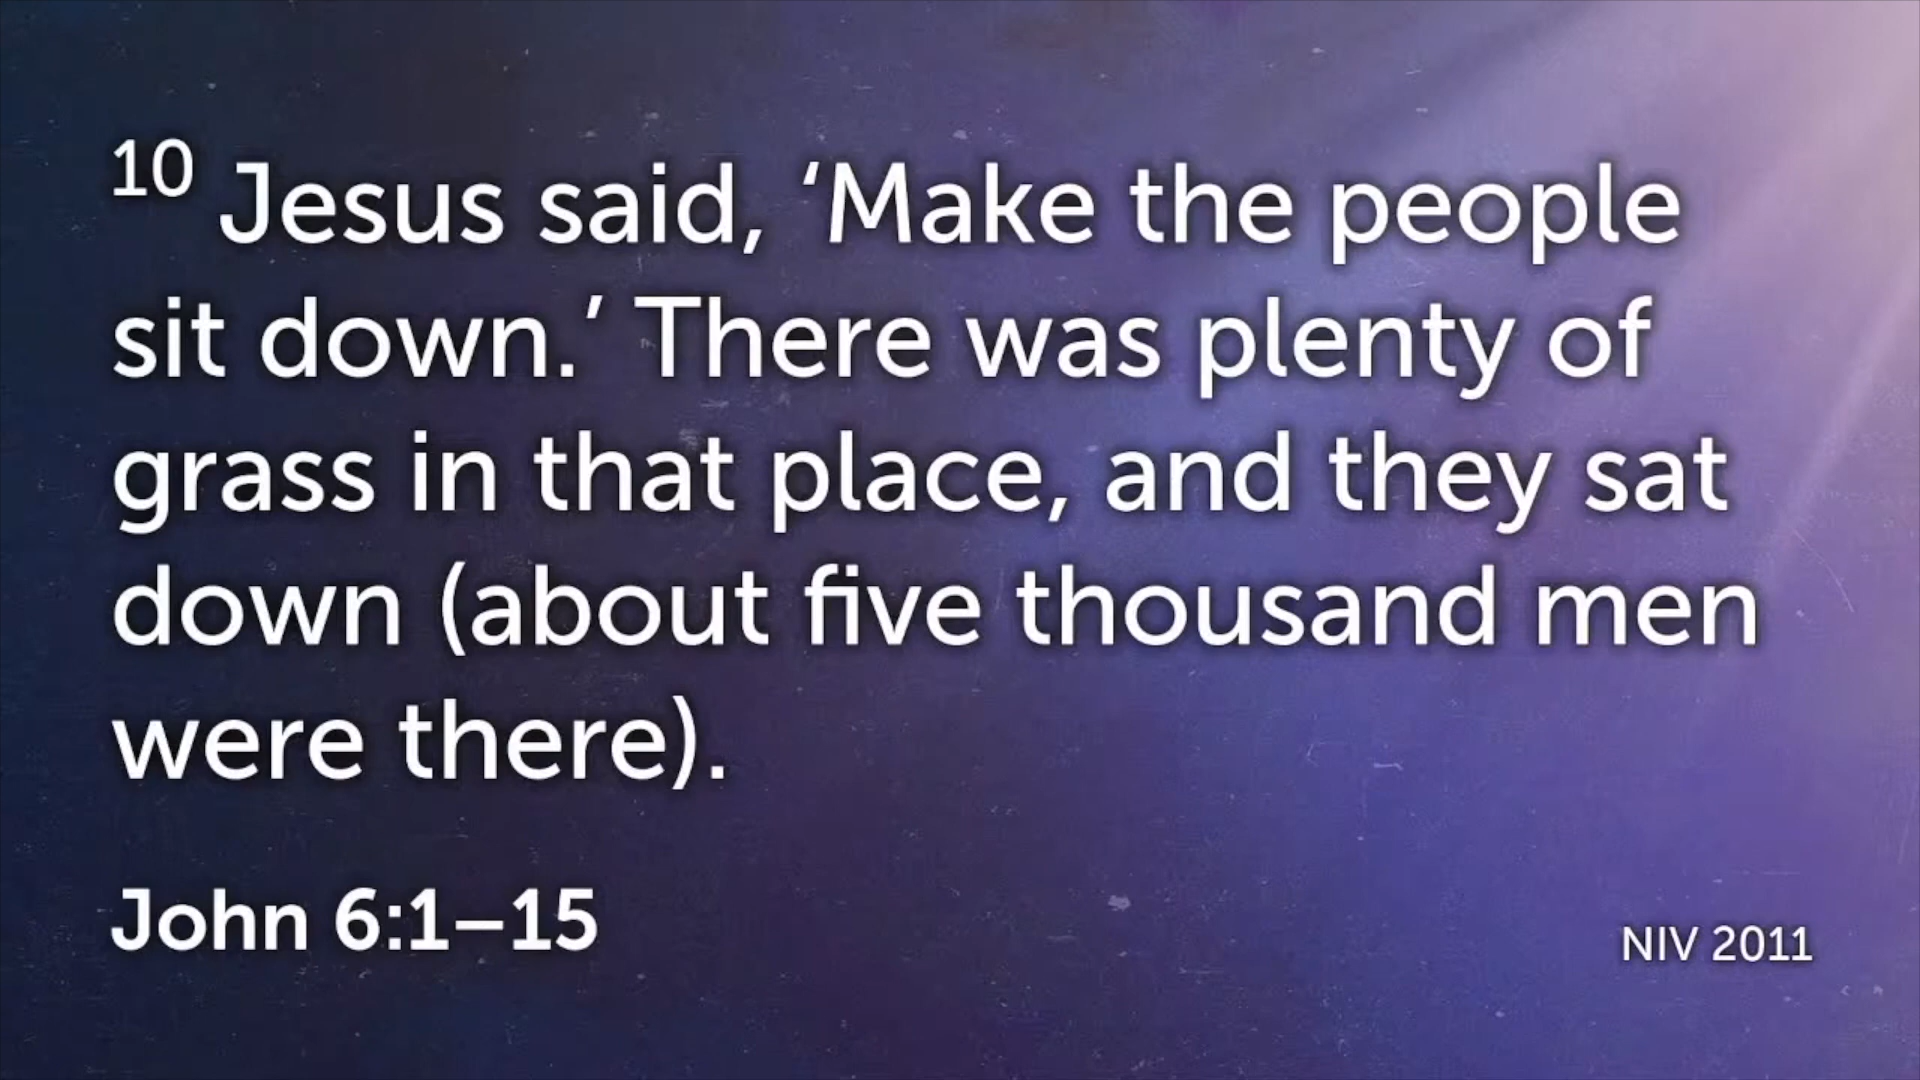 10 Jesus said, ‘Make the people
sit down.’ There was plenty of
grass in that place, and they sat
down (about five thousand men
were there).
John 6:1–15
NIV 2011